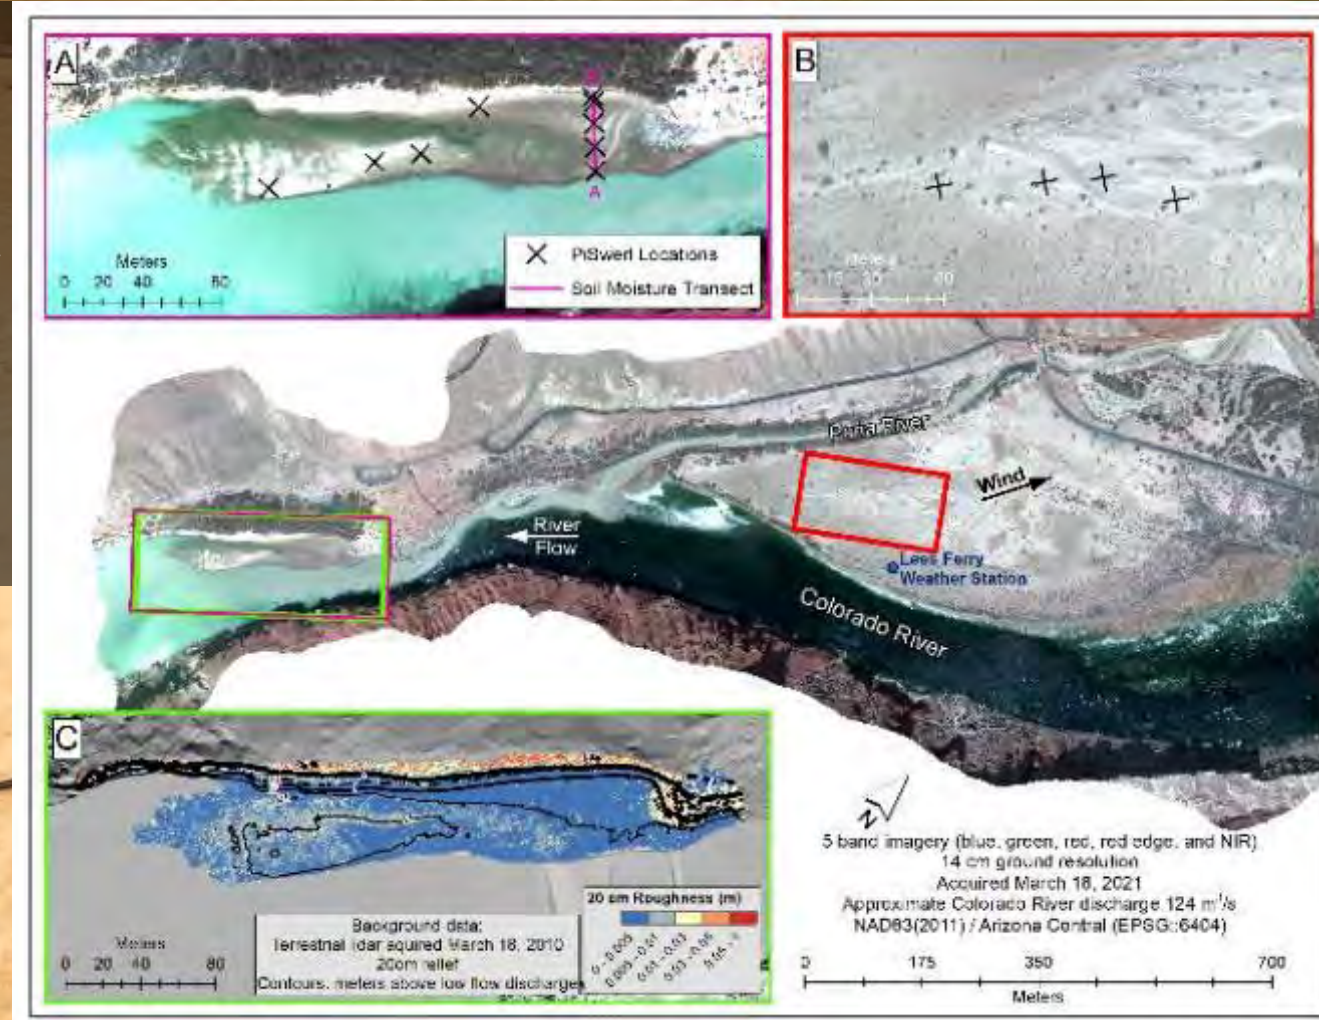 A
PiSwerl Locations
Soil Moisture Transect
A
Meters
0 20 40 80
B
Meters
Paria River
Wind
River
Flow
Lees Ferry
Weather Station
Colorado River
C
Background data:
Terrestrial lidar aquired March 18, 2010
20cm relief
Contours: meters above low flow discharge
20 cm Roughness (m)
Meters
0 20 40 80
N
5 band imagery (blue, green, red, red edge, and NIR)
14 cm ground resolution
Acquired March 18, 2021
Approximate Colorado River discharge 124 m³/s
NAD83(2011) / Arizona Central (EPSG::6404)
0 175 350 700
Meters